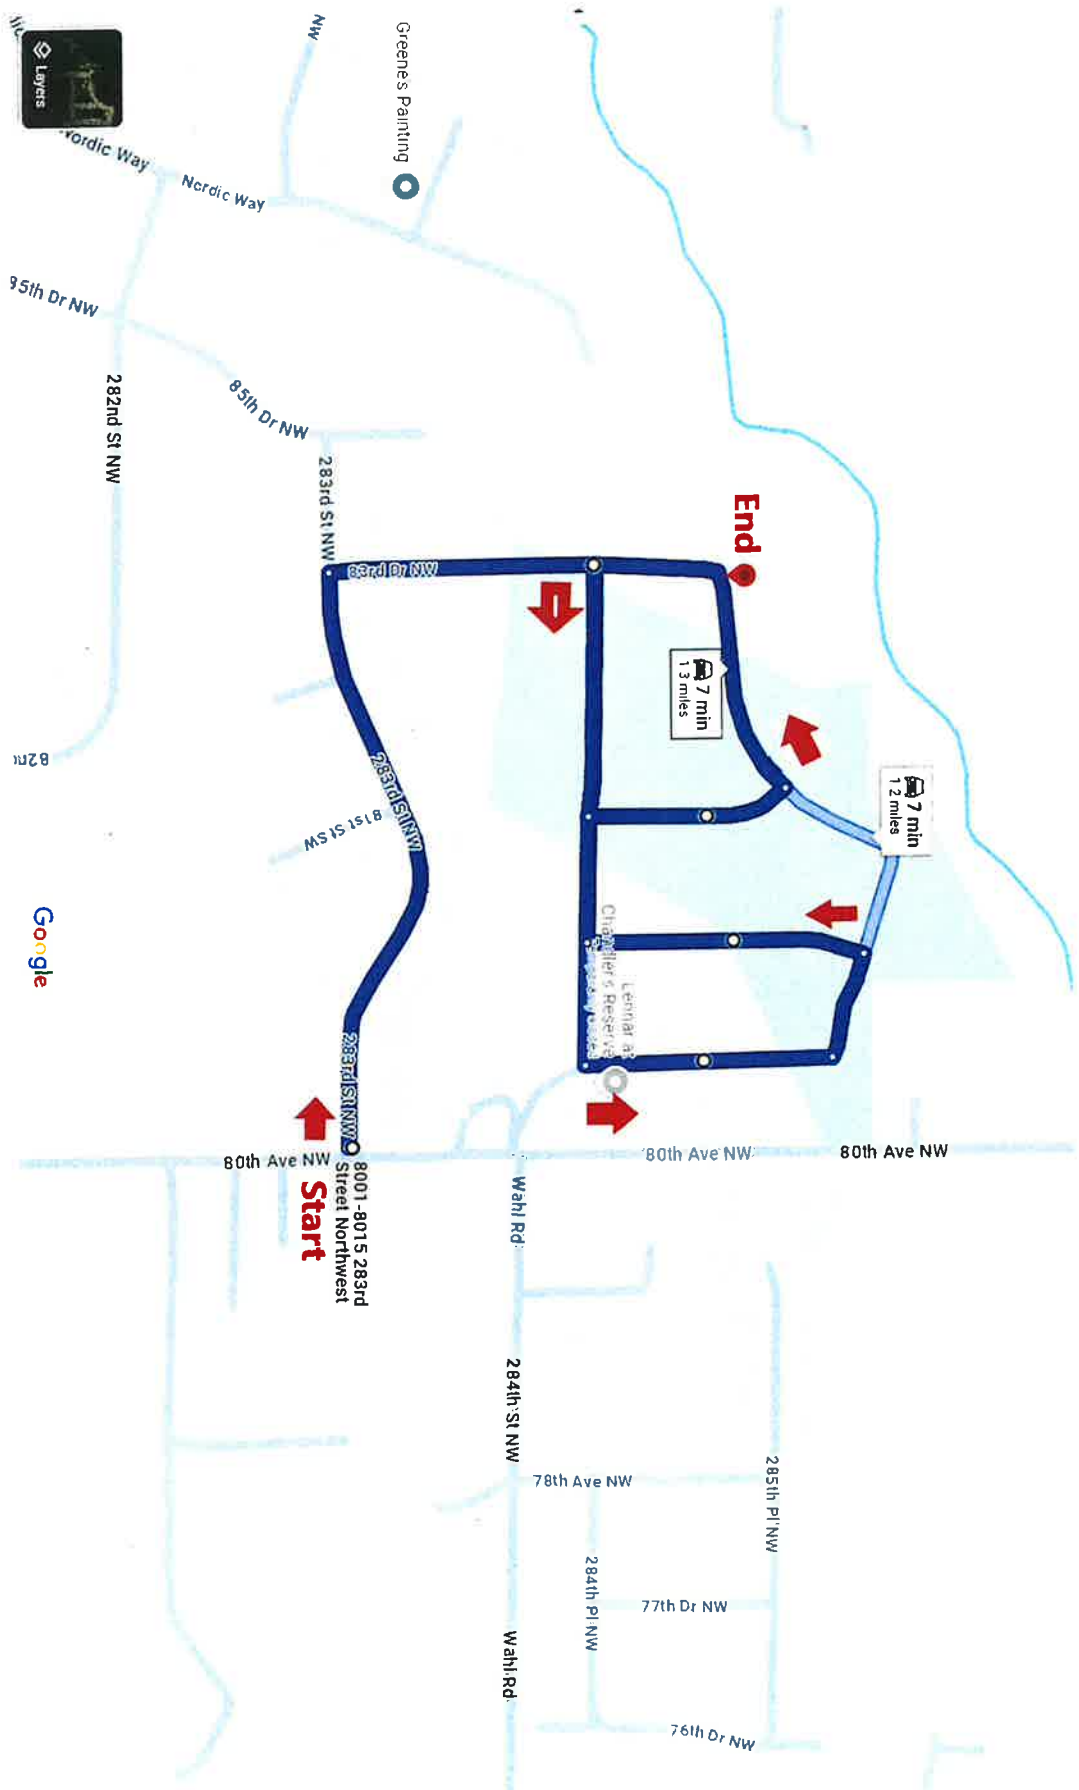 Layers
NW
Greene's Painting
Nordic Way
Nordic Way
85th Dr NW
85th Dr NW
282nd St NW
283rd St NW
83rd Dr NW
End
7 min
1.3 miles
7 min
1.2 miles
283rd St NW
81st St SW
Google
Lennar at
Chandler's Reserve
283rd St NW
80th Ave NW
80th Ave NW
80th Ave NW
Start
8001-8015 283rd
Street Northwest
Wahl Rd
284th St NW
78th Ave NW
285th Pl NW
284th Pl NW
77th Dr NW
Wahl Rd
76th Dr NW